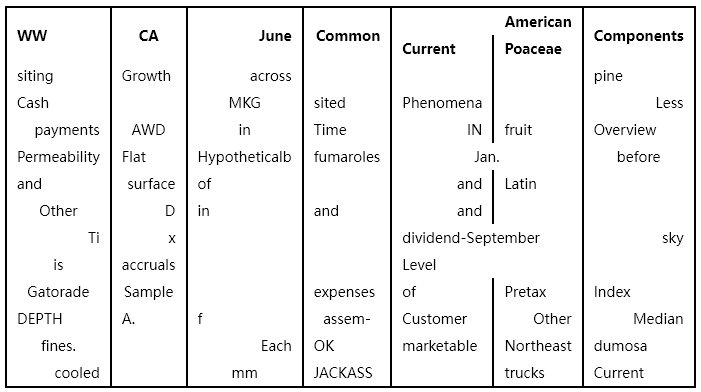 WW CA June Common Current American Poaceae Components
siting Growth across pine
Cash MKG sited Phenomena Less
payments AWD in Time IN fruit Overview
Permeability Flat Hypotheticalb fumaroles Jan. before
and surface of and Latin
Other D in and and
Ti x dividend-September sky
is accruals Level
Gatorade Sample expenses of Pretax Index
DEPTH A. f assem- Customer Other Median
fines. Each OK marketable Northeast dumosa
cooled mm JACKASS trucks Current